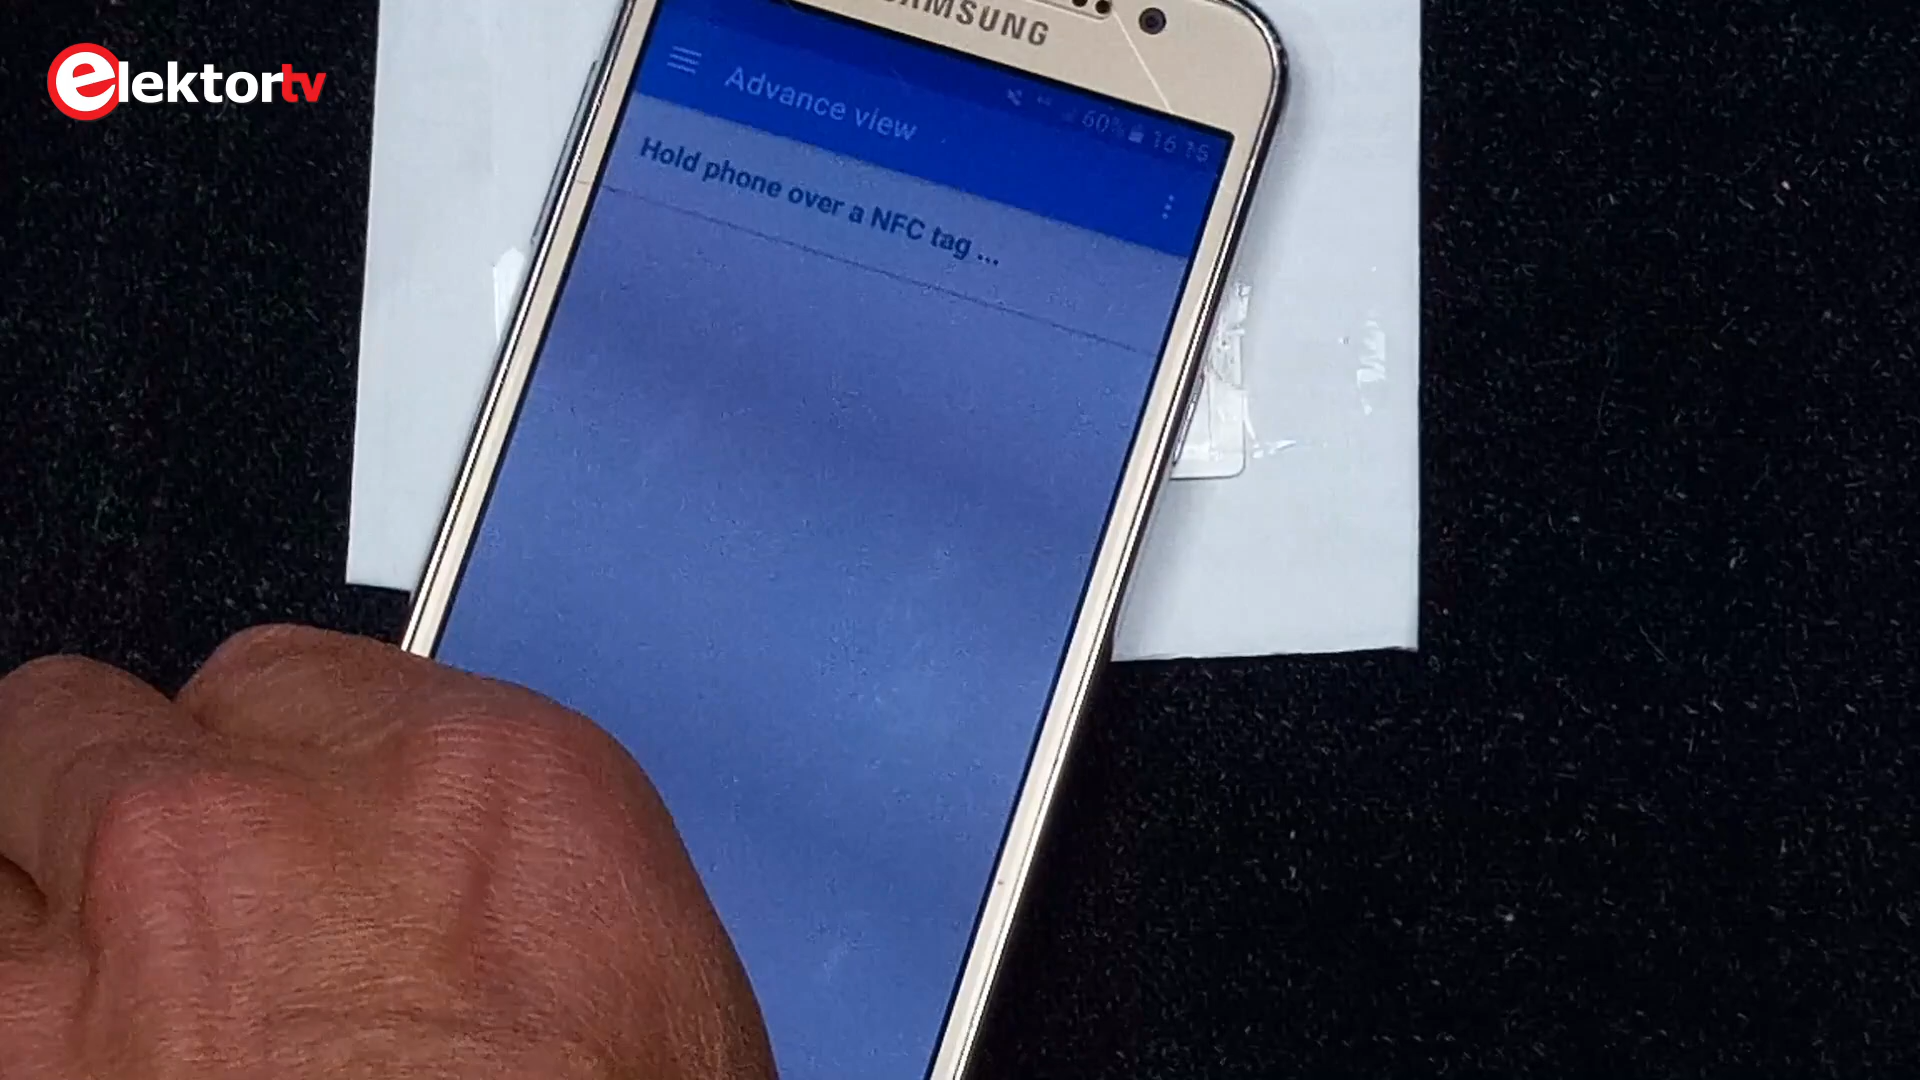 elektortv
SAMSUNG
60% 16:15
Advance view
Hold phone over a NFC tag ...